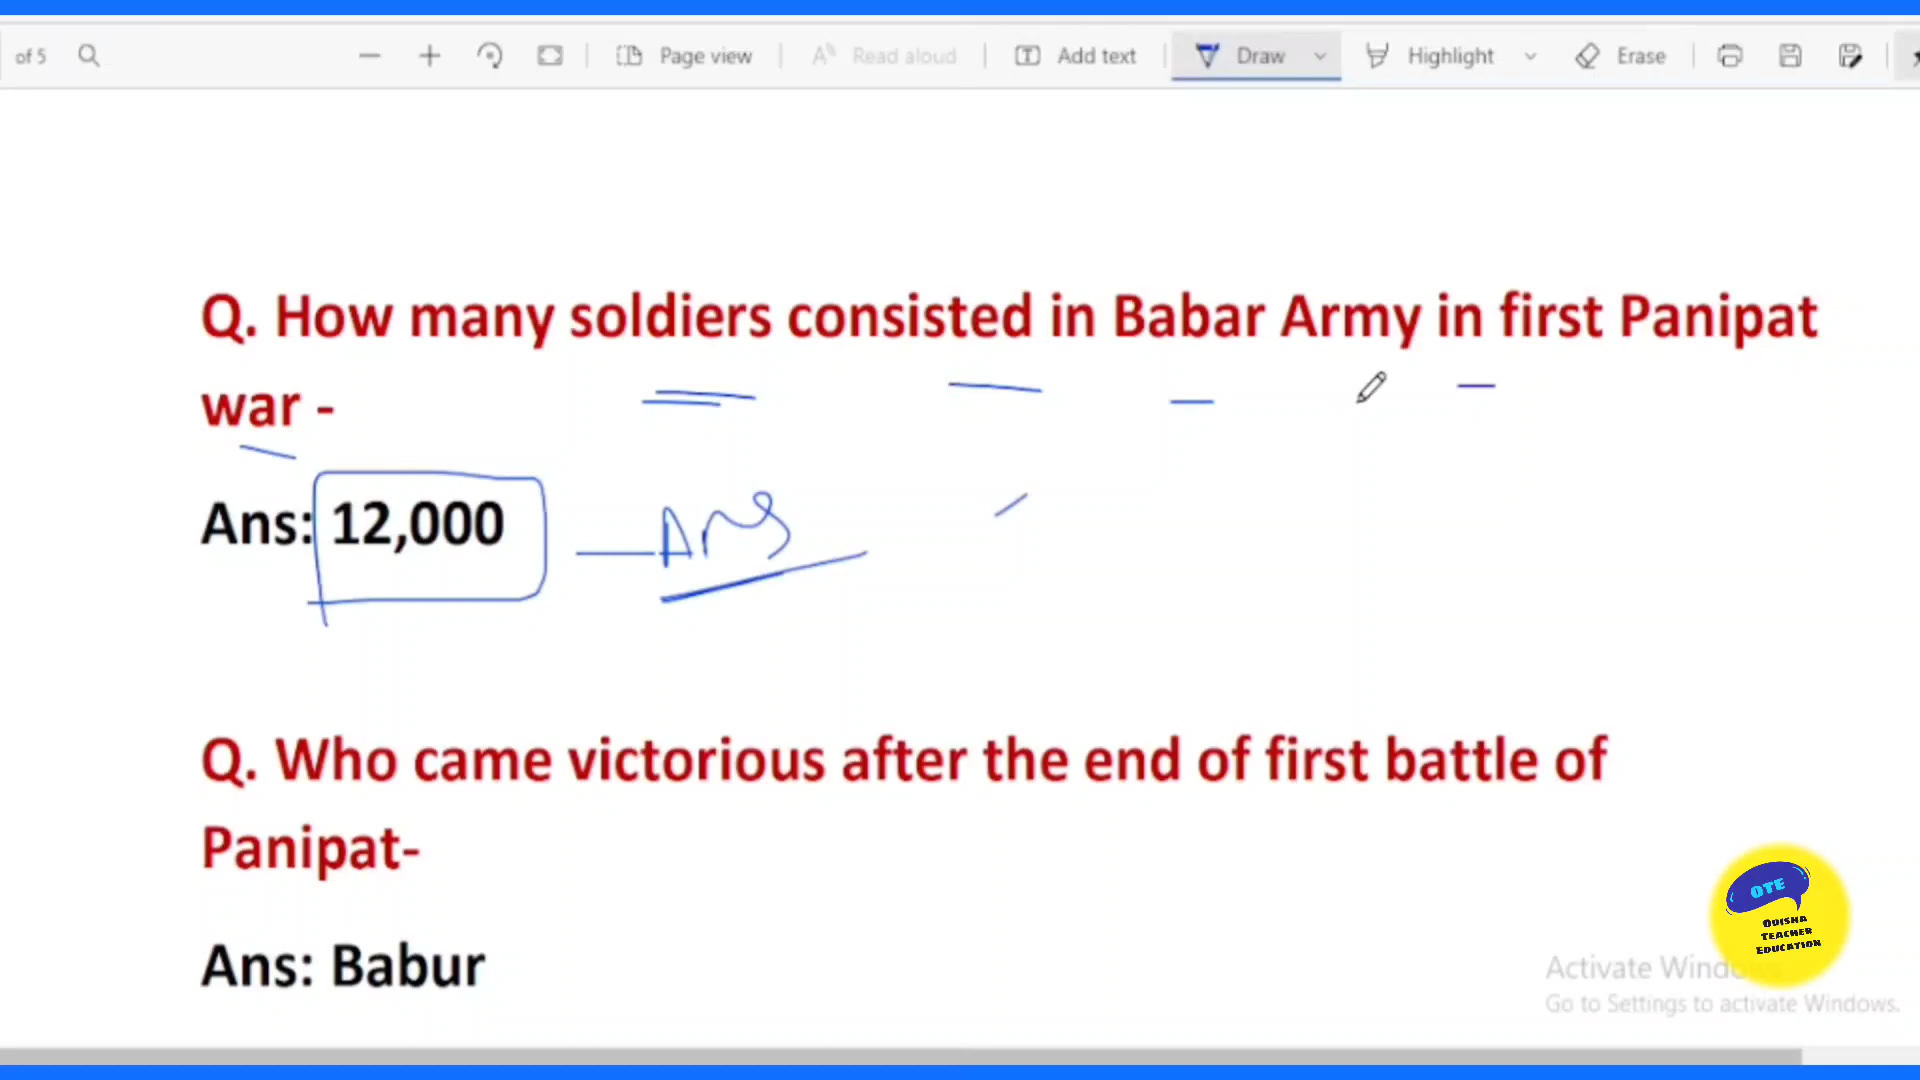 of 5 Page view Read aloud Add text Draw Highlight Erase
Q. How many soldiers consisted in Babar Army in first Panipat
war -
Ans: 12,000 Ans
Q. Who came victorious after the end of first battle of
Panipat-
Ans: Babur
OTE
ODISHA
TEACHER
EDUCATION
Activate Windo
Go to Settings to activate Windows.